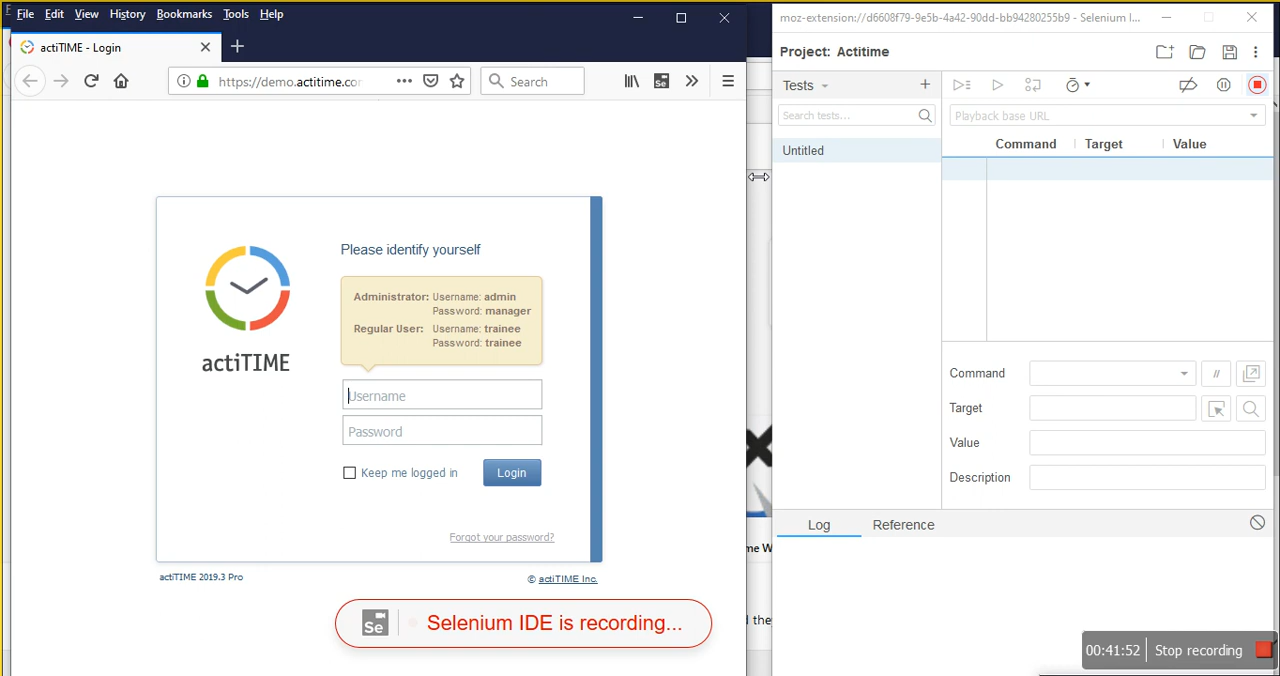 File Edit View History Bookmarks Tools Help
actiTIME - Login
https://demo.actitime.cor
Search
Please identify yourself
Administrator: Username: admin
Password: manager
Regular User: Username: trainee
Password: trainee
actiTIME
Username
Password
Keep me logged in
Login
Forgot your password?
actiTIME 2019.3 Pro
© actiTIME Inc.
Se
Selenium IDE is recording...
moz-extension://d6608f79-9e5b-4a42-90dd-bb94280255b9 - Selenium I...
Project: Actitime
Tests
Search tests...
Playback base URL
Untitled
Command Target Value
Command
//
Target
Value
Description
Log Reference
00:41:52 Stop recording